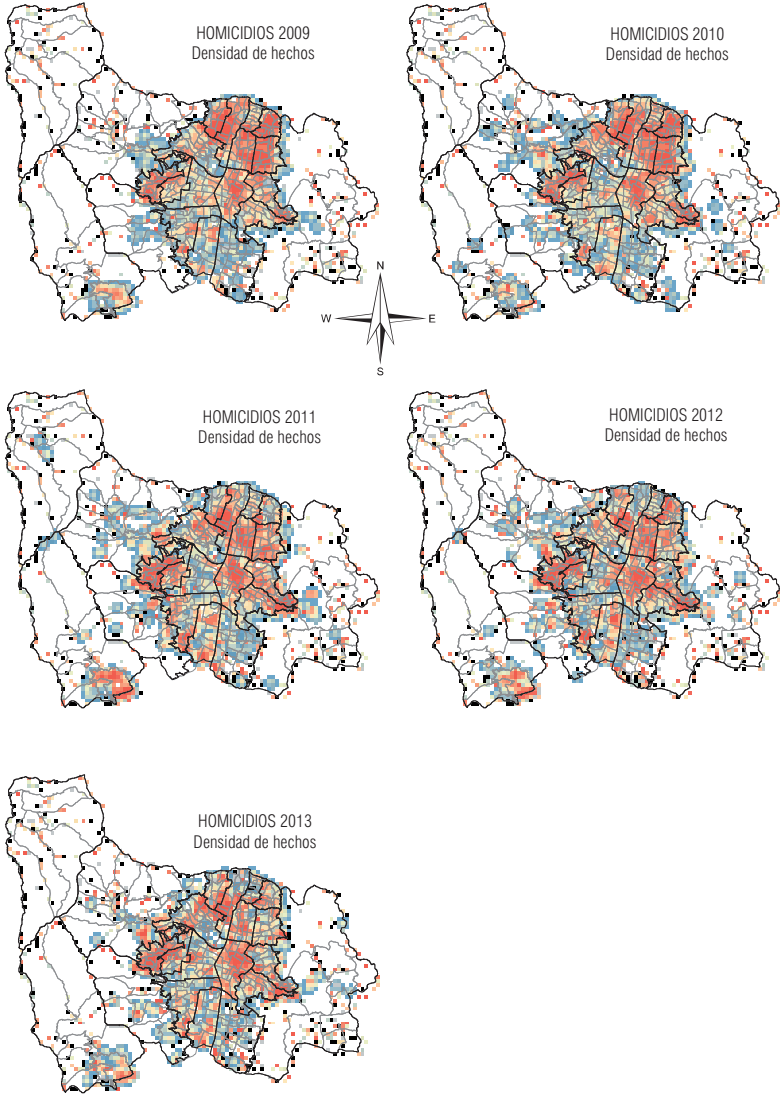 HOMICIDIOS 2009
Densidad de hechos
HOMICIDIOS 2010
Densidad de hechos
N
W
E
S
HOMICIDIOS 2011
Densidad de hechos
HOMICIDIOS 2012
Densidad de hechos
HOMICIDIOS 2013
Densidad de hechos